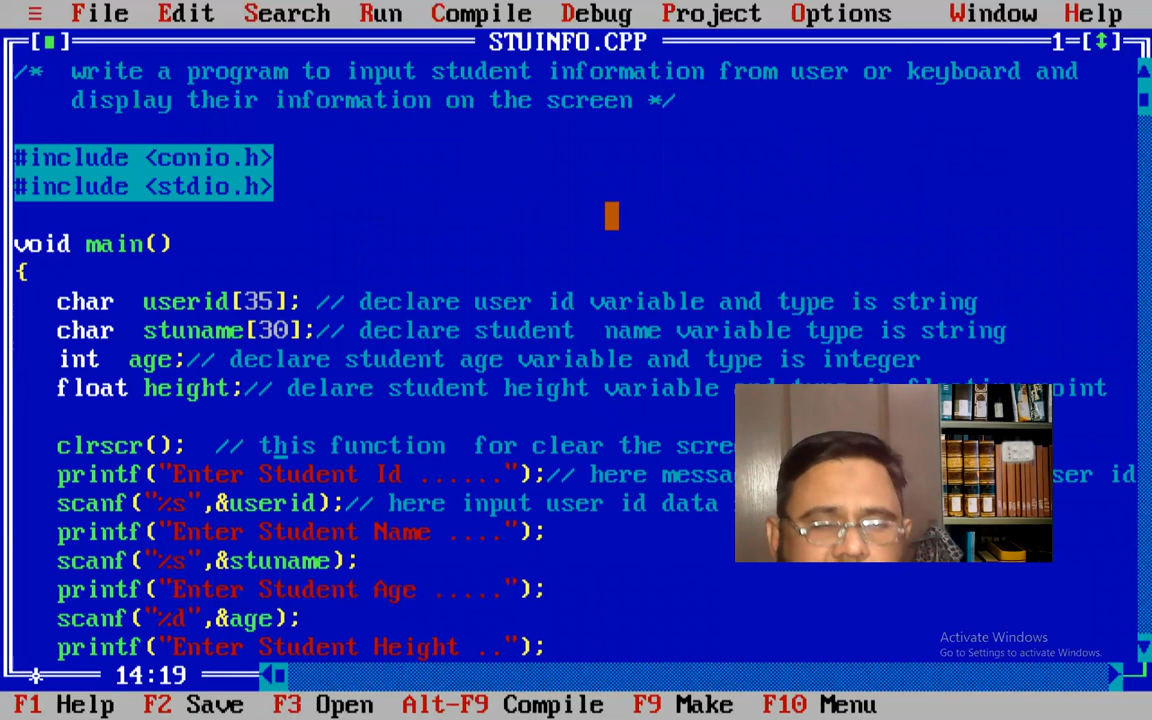 ≡ File Edit Search Run Compile Debug Project Options Window Help
[■] STUINFO.CPP 1=[↕]
/* write a program to input student information from user or keyboard and
display their information on the screen */
#include <conio.h>
#include <stdio.h>
void main()
{
char userid[35]; // declare user id variable and type is string
char stuname[30];// declare student name variable type is string
int age;// declare student age variable and type is integer
float height;// delare student height variable
clrscr(); // this function for clear the
printf("Enter Student Id ......");// here id
scanf("%s",&userid);// here input user id data
printf("Enter Student Name ....");
scanf("%s",&stuname);
printf("Enter Student Age .....");
scanf("%d",&age);
printf("Enter Student Height ..");
Activate Windows
Go to Settings to activate Windows.
14:19
F1 Help F2 Save F3 Open Alt-F9 Compile F9 Make F10 Menu